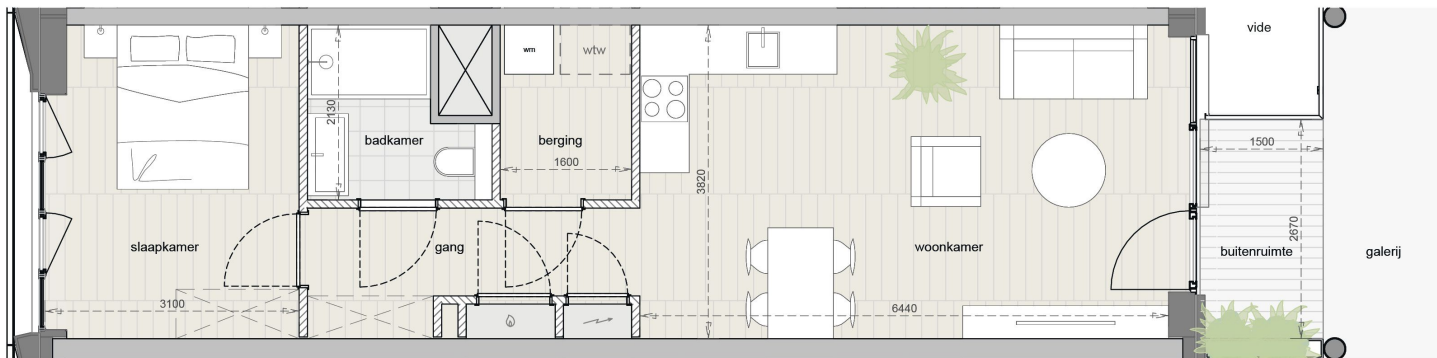 vide
wm
wtw
2130
badkamer
berging
1600
1500
3820
slaapkamer
gang
woonkamer
2670
buitenruimte
galerij
3100
6440